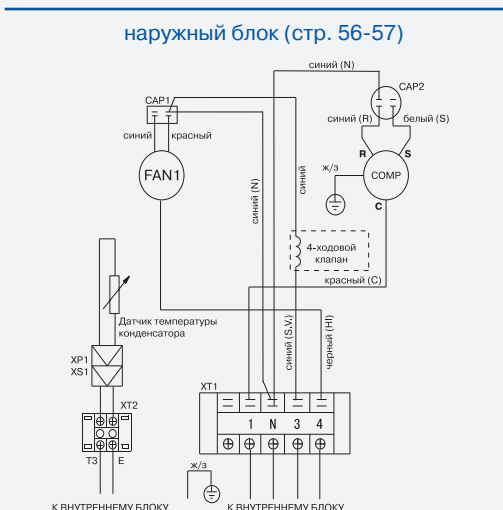 наружный блок (стр. 56-57)
синий (N)
CAP2
CAP1
синий (R)
белый (S)
синий
красный
R
S
ж/з
FAN1
COMP
синий (N)
синий
C
4-ходовой
клапан
красный (C)
Датчик температуры
конденсатора
синий (S.V.)
черный (HI)
XP1
XS1
XT1
XT2
1 N 3 4
T3 E
ж/з
К ВНУТРЕННЕМУ БЛОКУ
К ВНУТРЕННЕМУ БЛОКУ